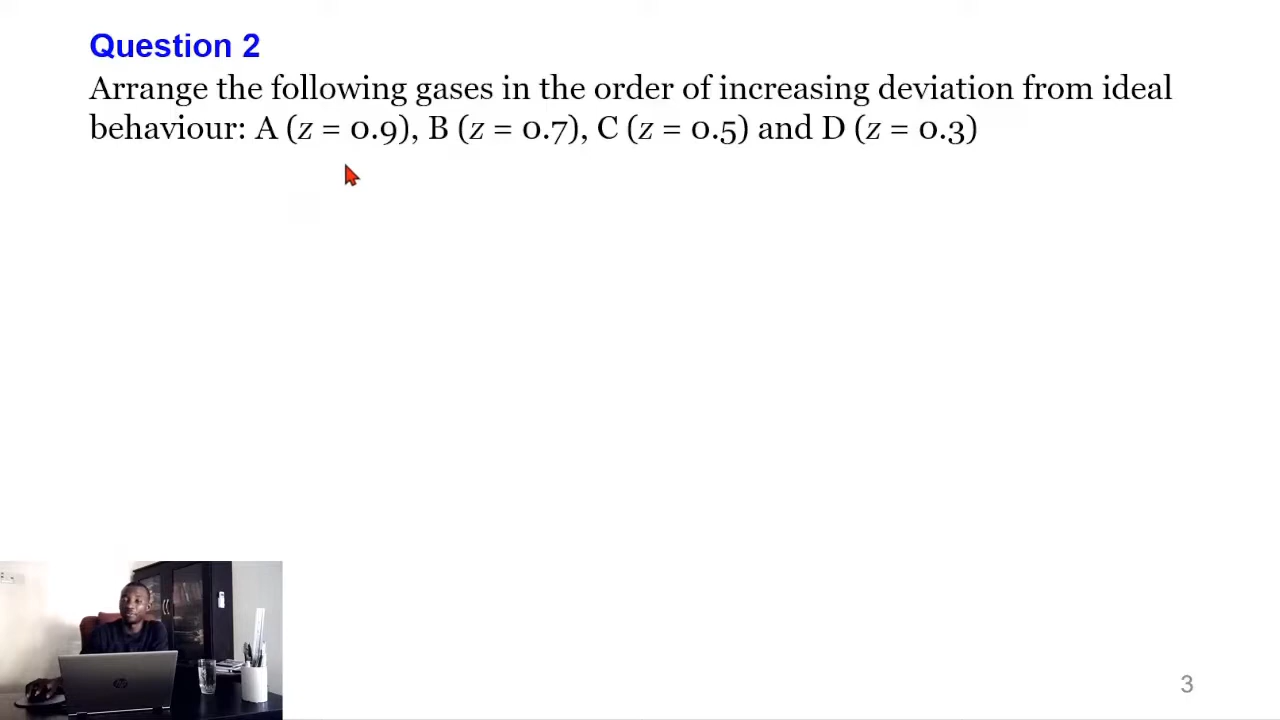 Question 2
Arrange the following gases in the order of increasing deviation from ideal
behaviour: A (z = 0.9), B (z = 0.7), C (z = 0.5) and D (z = 0.3)
3